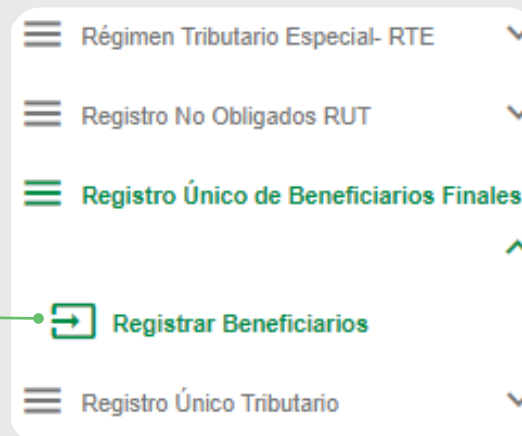 Régimen Tributario Especial- RTE
Registro No Obligados RUT
Registro Único de Beneficiarios Finales
Registrar Beneficiarios
Registro Único Tributario